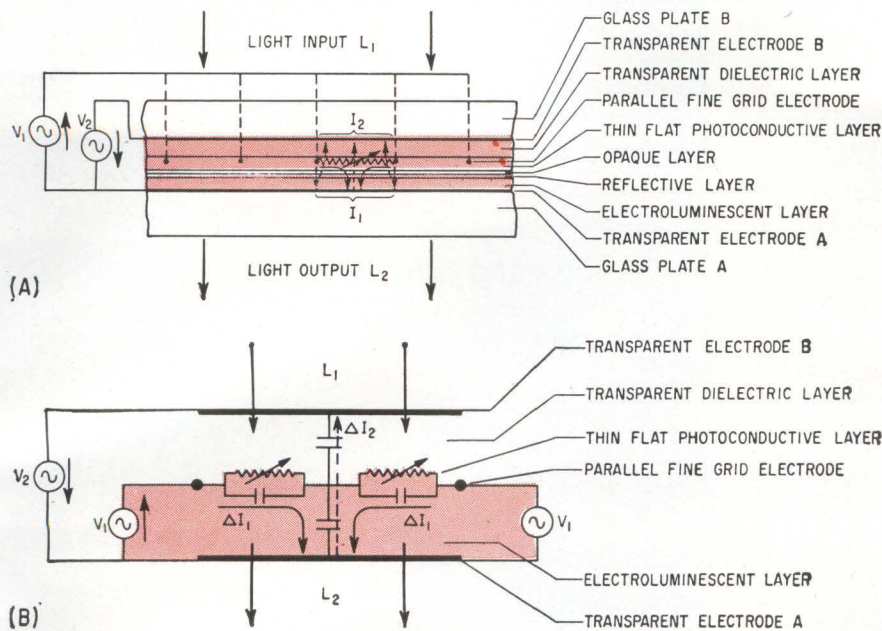 GLASS PLATE B
LIGHT INPUT L₁
TRANSPARENT ELECTRODE B
TRANSPARENT DIELECTRIC LAYER
PARALLEL FINE GRID ELECTRODE
V₁
V₂
I₂
THIN FLAT PHOTOCONDUCTIVE LAYER
OPAQUE LAYER
REFLECTIVE LAYER
I₁
ELECTROLUMINESCENT LAYER
TRANSPARENT ELECTRODE A
GLASS PLATE A
LIGHT OUTPUT L₂
(A)
L₁
TRANSPARENT ELECTRODE B
ΔI₂
TRANSPARENT DIELECTRIC LAYER
THIN FLAT PHOTOCONDUCTIVE LAYER
PARALLEL FINE GRID ELECTRODE
V₂
V₁
ΔI₁
ΔI₁
V₁
ELECTROLUMINESCENT LAYER
L₂
(B)
TRANSPARENT ELECTRODE A